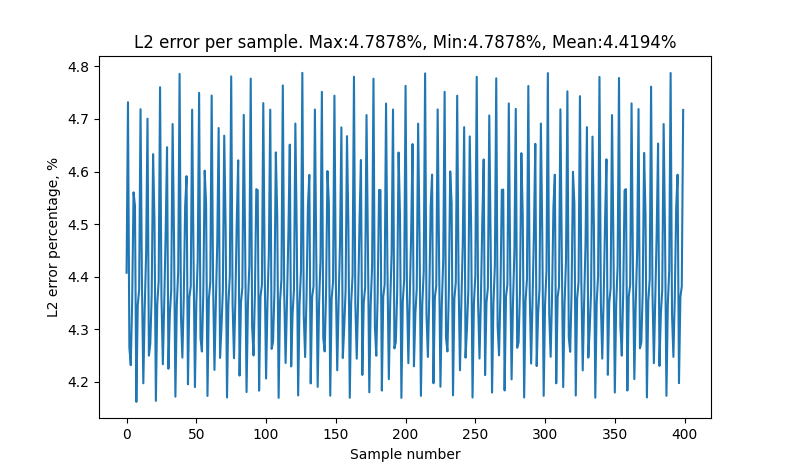 L2 error per sample. Max:4.7878%, Min:4.7878%, Mean:4.4194%
4.8
4.7
4.6
4.5
4.4
4.3
4.2
L2 error percentage, %
0 50 100 150 200 250 300 350 400
Sample number